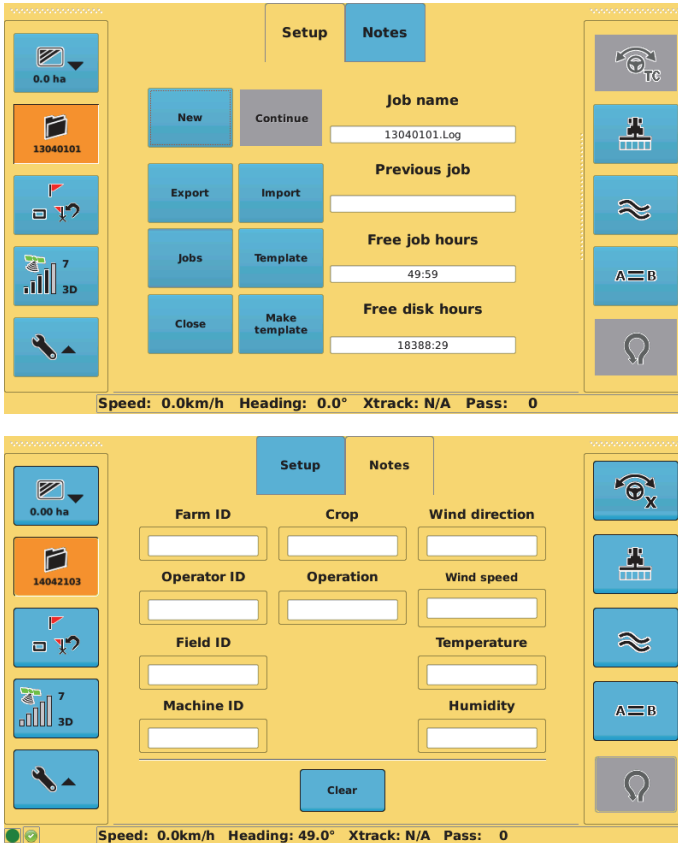 Setup Notes
0.0 ha
TC
Job name
New Continue
13040101.Log
13040101
Previous job
Export Import
Free job hours
7
Jobs Template
3D
49:59
A B
Free disk hours
Close Make template
18388:29
Speed: 0.0km/h Heading: 0.0° Xtrack: N/A Pass: 0
Setup Notes
0.00 ha
X
Farm ID Crop Wind direction
14042103
Operator ID Operation Wind speed
Field ID Temperature
7
3D
Machine ID Humidity
A B
Clear
Speed: 0.0km/h Heading: 49.0° Xtrack: N/A Pass: 0